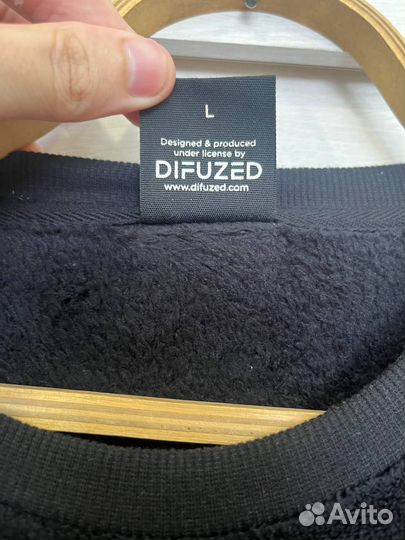 L
Designed & produced
under license by
DIFUZED
www.difuzed.com
Avito